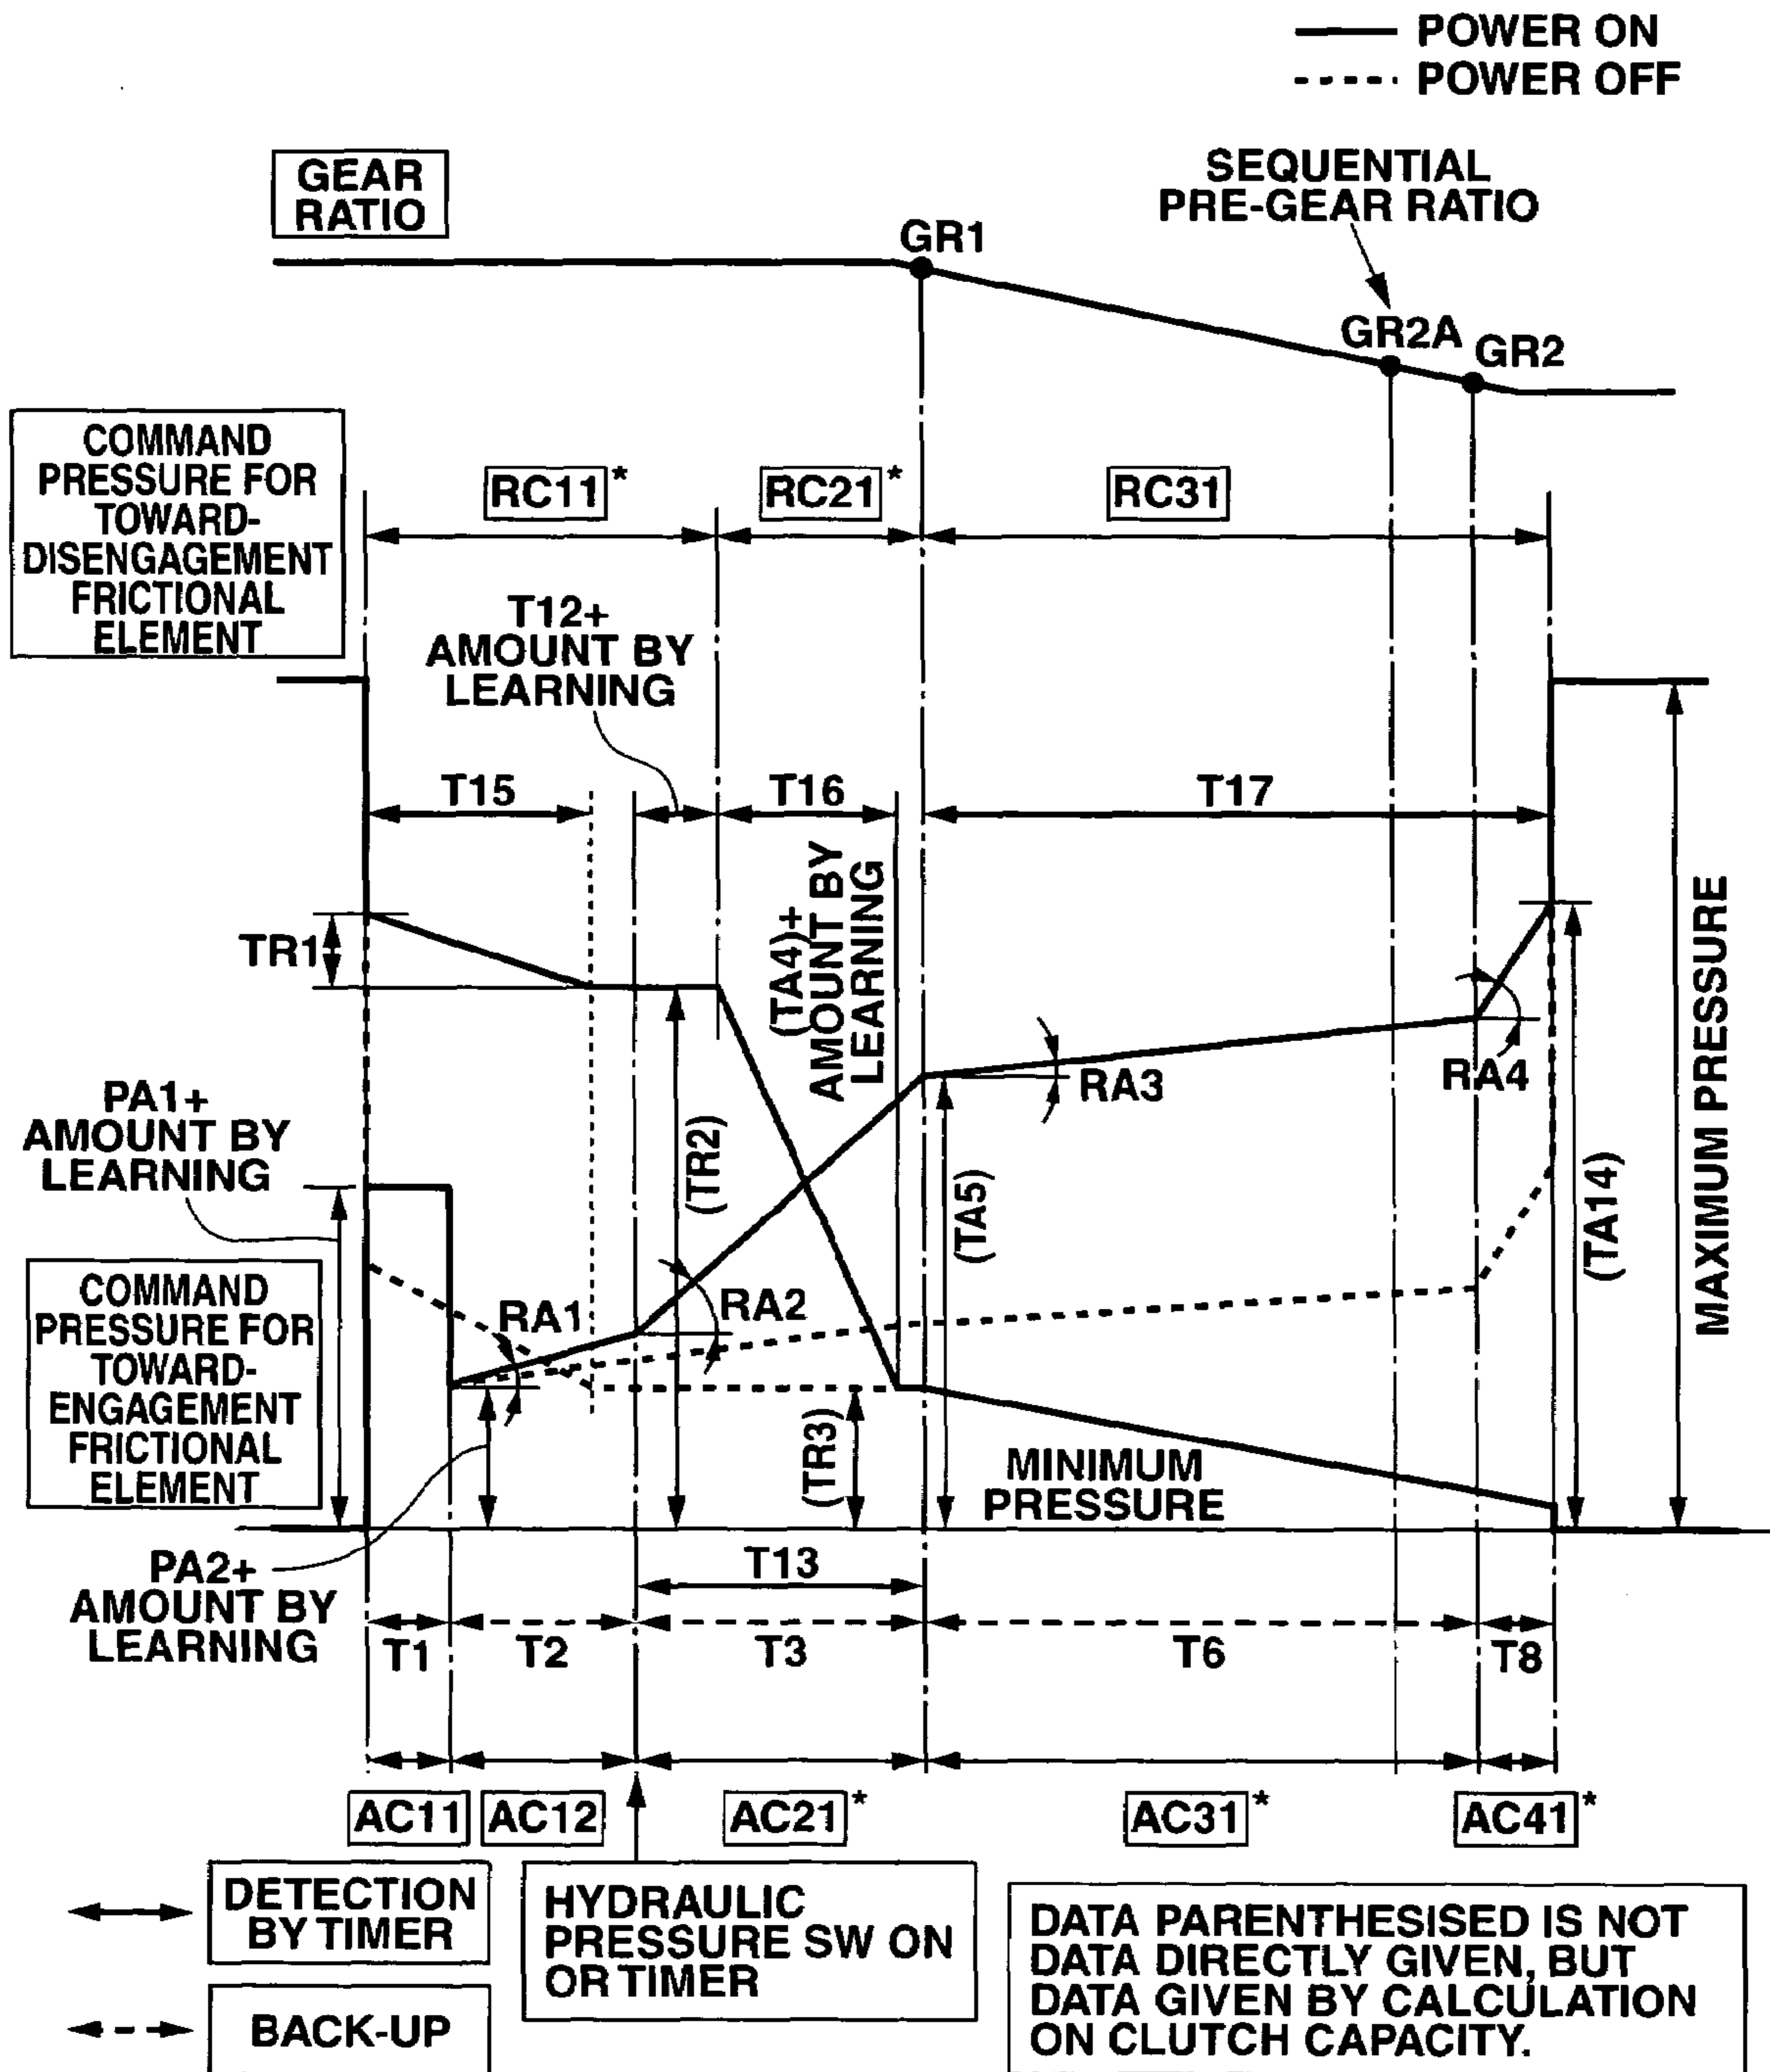 POWER ON
POWER OFF
GEAR
RATIO
SEQUENTIAL
PRE-GEAR RATIO
GR1
GR2A
GR2
COMMAND
PRESSURE FOR
TOWARD-
DISENGAGEMENT
FRICTIONAL
ELEMENT
RC11*
RC21*
RC31
T12+
AMOUNT BY
LEARNING
T15
T16
T17
(TA4)+
AMOUNT BY
LEARNING
TR1
MAXIMUM PRESSURE
RA3
RA4
PA1+
AMOUNT BY
LEARNING
(TR2)
(TA5)
(TA14)
COMMAND
PRESSURE FOR
TOWARD-
ENGAGEMENT
FRICTIONAL
ELEMENT
RA1
RA2
(TR3)
MINIMUM
PRESSURE
PA2+
AMOUNT BY
LEARNING
T13
T1
T2
T3
T6
T8
AC11
AC12
AC21*
AC31*
AC41*
DETECTION
BY TIMER
BACK-UP
HYDRAULIC
PRESSURE SW ON
OR TIMER
DATA PARENTHESISED IS NOT
DATA DIRECTLY GIVEN, BUT
DATA GIVEN BY CALCULATION
ON CLUTCH CAPACITY.